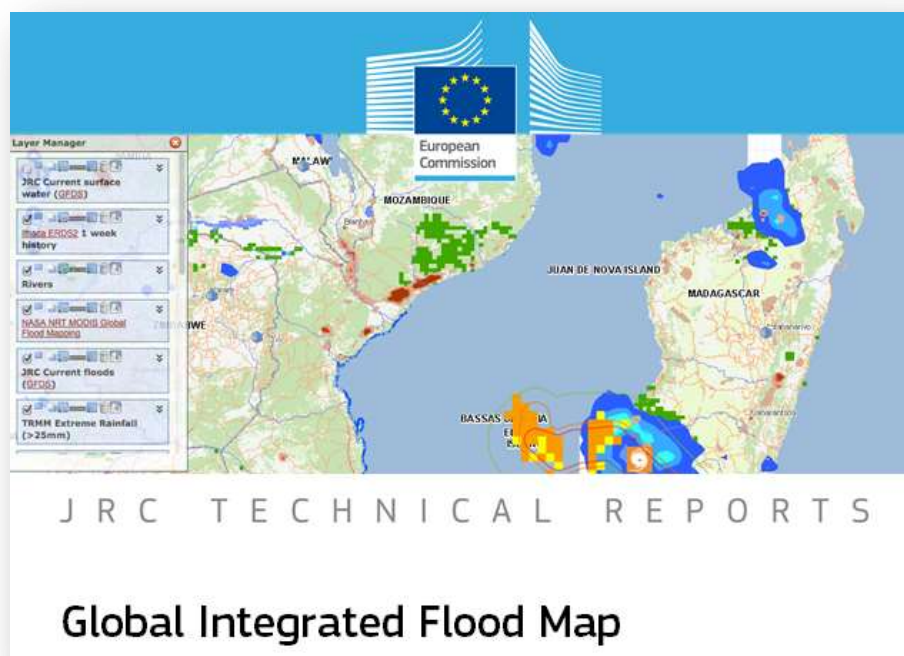 European
Commission
Layer Manager
JRC Current surface
water (GFDS)
Ithaca ERDS2 1 week
history
Rivers
NASA NRT MODIS Global
Flood Mapping
JRC Current floods
(GFDS)
TRMM Extreme Rainfall
(>25mm)
MALAW
MOZAMBIQUE
JUAN DE NOVA ISLAND
MADAGASCAR
BWE
BASSAS
JRC TECHNICAL REPORTS
Global Integrated Flood Map